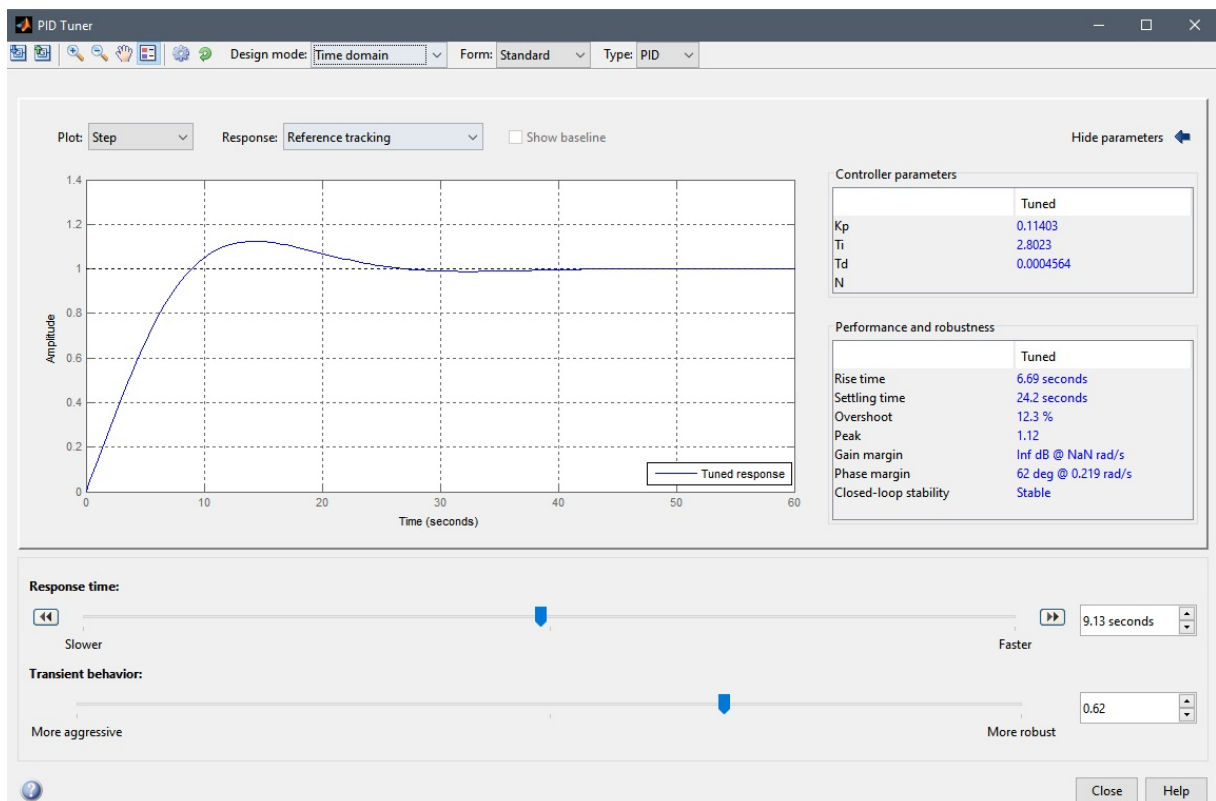 PID Tuner
Design mode: Time domain Form: Standard Type: PID
Plot: Step Response: Reference tracking Show baseline Hide parameters
1.4
1.2
1
0.8
0.6
0.4
0.2
0
Amplitude
0 10 20 30 40 50 60
Time (seconds)
Tuned response
Controller parameters
Tuned
Kp 0.11403
Ti 2.8023
Td 0.0004564
N
Performance and robustness
Tuned
Rise time 6.69 seconds
Settling time 24.2 seconds
Overshoot 12.3 %
Peak 1.12
Gain margin Inf dB @ NaN rad/s
Phase margin 62 deg @ 0.219 rad/s
Closed-loop stability Stable
Response time:
9.13 seconds
Slower Faster
Transient behavior:
0.62
More aggressive More robust
Close Help